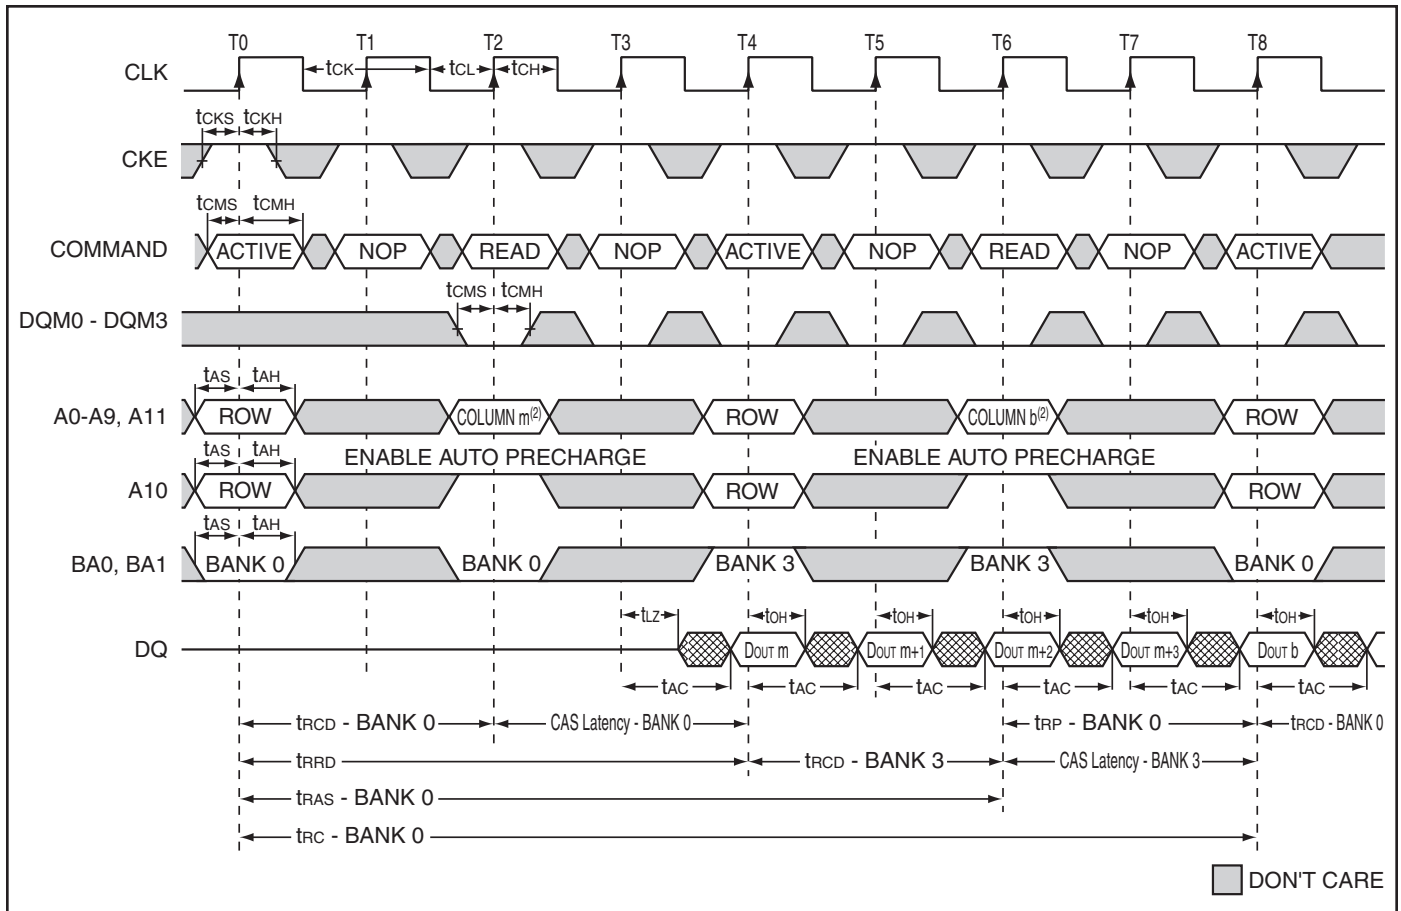 T0 T1 T2 T3 T4 T5 T6 T7 T8
CLK tCK tCL tCH
tCKS tCKH
CKE
tCMS tCMH
COMMAND ACTIVE NOP READ NOP ACTIVE NOP READ NOP ACTIVE
tCMS tCMH
DQM0 - DQM3
tAS tAH
A0-A9, A11 ROW COLUMN m(2) ROW COLUMN b(2) ROW
tAS tAH ENABLE AUTO PRECHARGE ENABLE AUTO PRECHARGE
A10 ROW ROW ROW
tAS tAH
BA0, BA1 BANK 0 BANK 0 BANK 3 BANK 3 BANK 0
tLZ tOH tOH tOH tOH tOH
DQ DOUT m DOUT m+1 DOUT m+2 DOUT m+3 DOUT b
tAC tAC tAC tAC tAC tAC
tRCD - BANK 0 CAS Latency - BANK 0 tRP - BANK 0 tRCD - BANK 0
tRRD tRCD - BANK 3 CAS Latency - BANK 3
tRAS - BANK 0
tRC - BANK 0
DON'T CARE